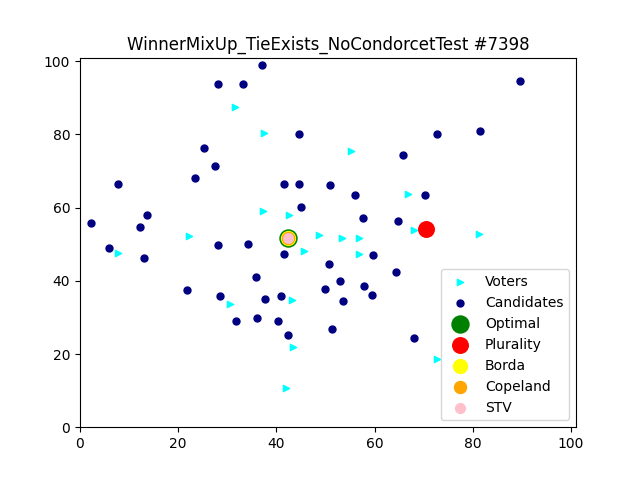 WinnerMixUp_TieExists_NoCondorcetTest #7398
100
80
60
40
20
0
0 20 40 60 80 100
Voters
Candidates
Optimal
Plurality
Borda
Copeland
STV